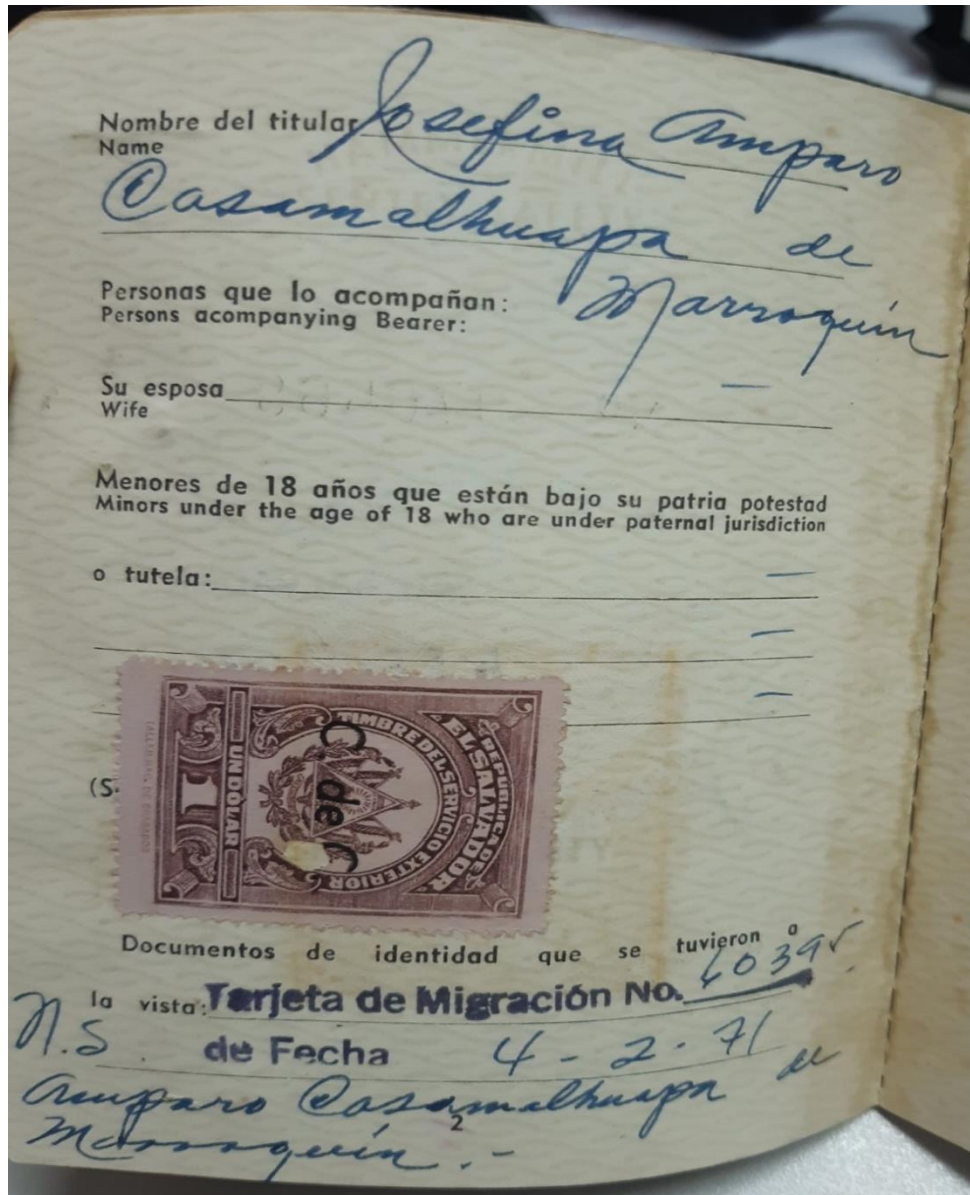 Nombre del titular Josefina Amparo
Name
Casamalhuapa de
Marroquín
Personas que lo acompañan:
Persons acompanying Bearer:
Su esposa —
Wife
Menores de 18 años que están bajo su patria potestad
Minors under the age of 18 who are under paternal jurisdiction
o tutela: —
—
—
(S
REPUBLICA DE
EL SALVADOR
TIMBRE DEL SERVICIO EXTERIOR
C de C
UN DÓLAR
1
Documentos de identidad que se tuvieron a
la vista: Tarjeta de Migración No. 60395
N.S. de Fecha 4-2-71
Amparo Casamalhuapa de
Marroquín.-
2